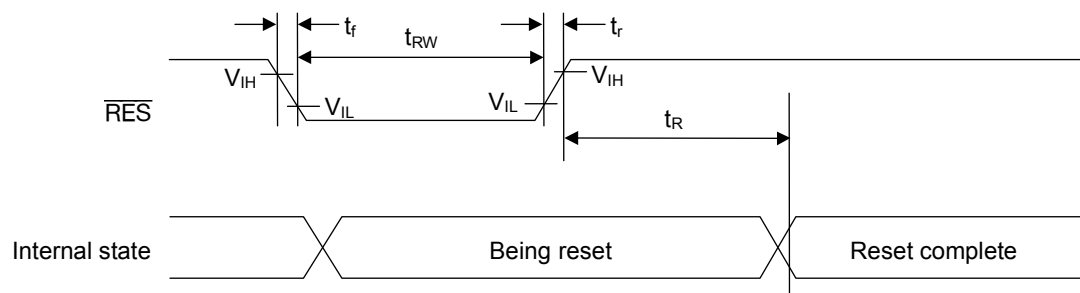 tf
tRW
tr
VIH
VIL
VIL
VIH
RES
tR
Internal state
Being reset
Reset complete